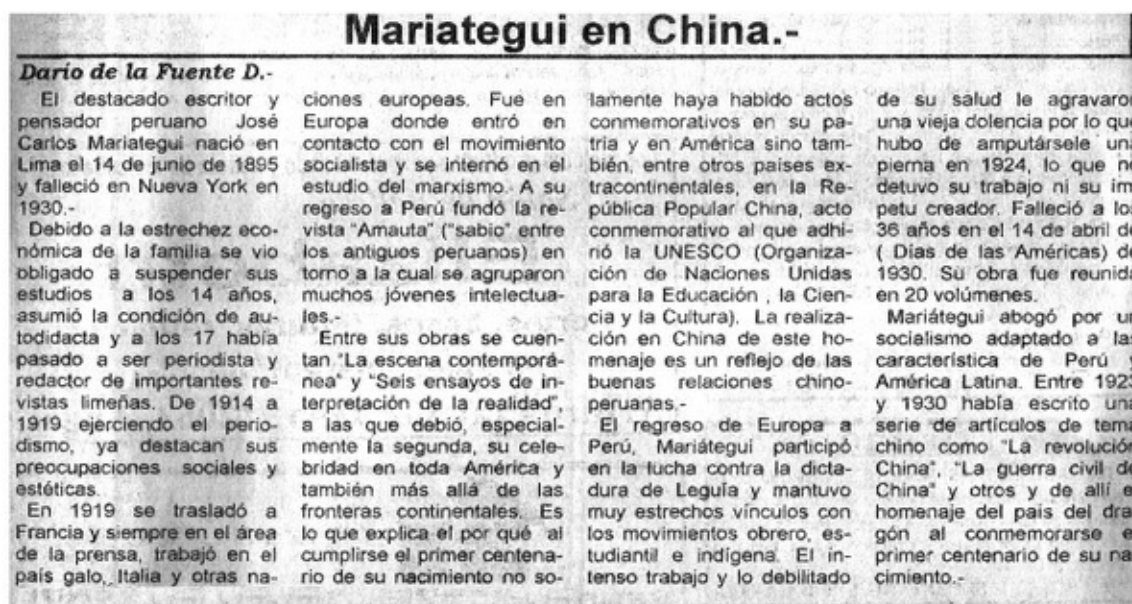 Mariategui en China.-
Darío de la Fuente D.-
El destacado escritor y
pensador peruano José
Carlos Mariategui nació en
Lima el 14 de junio de 1895
y falleció en Nueva York en
1930.-
Debido a la estrechez eco-
nómica de la familia se vio
obligado a suspender sus
estudios a los 14 años,
asumió la condición de au-
todidacta y a los 17 había
pasado a ser periodista y
redactor de importantes re-
vistas limeñas. De 1914 a
1919 ejerciendo el perio-
dismo, ya destacan sus
preocupaciones sociales y
estéticas.
En 1919 se trasladó a
Francia y siempre en el área
de la prensa, trabajó en el
país galo, Italia y otras na-
ciones europeas. Fue en
Europa donde entró en
contacto con el movimiento
socialista y se internó en el
estudio del marxismo. A su
regreso a Perú fundó la re-
vista "Amauta" ("sabio" entre
los antiguos peruanos) en
torno a la cual se agruparon
muchos jóvenes intelectua-
les.-
Entre sus obras se cuen-
tan "La escena contemporá-
nea" y "Seis ensayos de in-
terpretación de la realidad",
a las que debió, especial-
mente la segunda, su cele-
bridad en toda América y
también más allá de las
fronteras continentales. Es
lo que explica el por qué al
cumplirse el primer centena-
rio de su nacimiento no so-
lamente haya habido actos
conmemorativos en su pa-
tria y en América sino tam-
bién, entre otros países ex-
tracontinentales, en la Re-
pública Popular China, acto
conmemorativo al que adhi-
rió la UNESCO (Organiza-
ción de Naciones Unidas
para la Educación , la Cien-
cia y la Cultura). La realiza-
ción en China de este ho-
menaje es un reflejo de las
buenas relaciones chino-
peruanas.-
El regreso de Europa a
Perú, Mariátegui participó
en la lucha contra la dicta-
dura de Leguía y mantuvo
muy estrechos vínculos con
los movimientos obrero, es-
tudiantil e indígena. El in-
tenso trabajo y lo debilitado
de su salud le agravaron
una vieja dolencia por lo que
hubo de amputársele una
pierna en 1924, lo que no
detuvo su trabajo ni su im
petu creador. Falleció a los
36 años en el 14 de abril de
( Días de las Américas) de
1930. Su obra fue reunida
en 20 volúmenes.
Mariátegui abogó por un
socialismo adaptado a las
característica de Perú y
América Latina. Entre 1923
y 1930 había escrito una
serie de artículos de tema
chino como "La revolución
China", "La guerra civil de
China" y otros y de allí el
homenaje del país del dra
gón al conmemorarse el
primer centenario de su na
cimiento.-